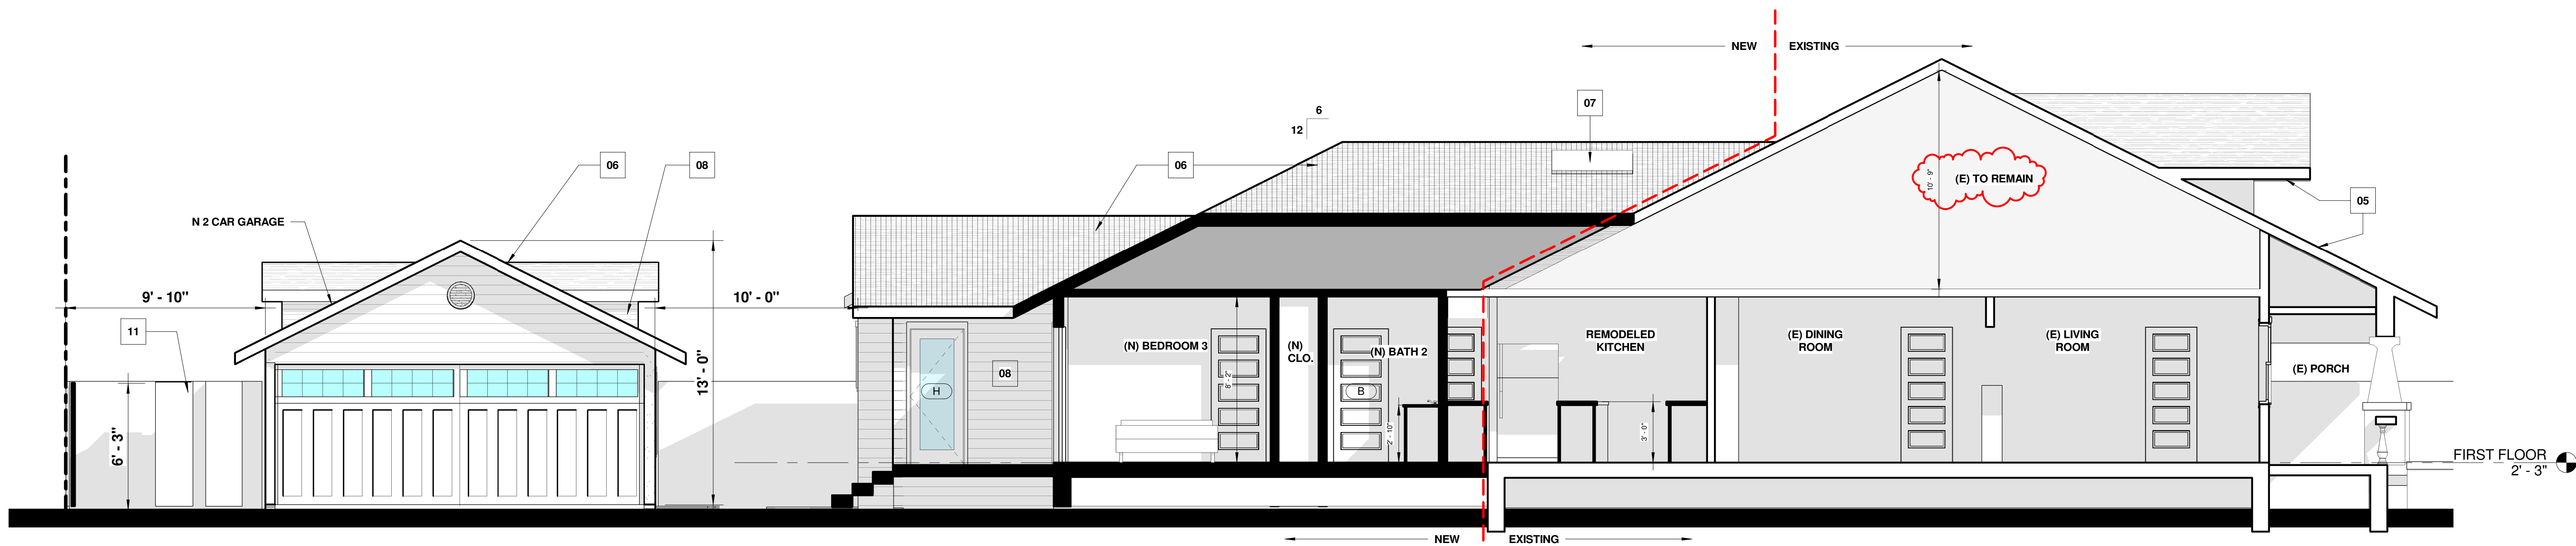 NEW EXISTING
6
12
07
06
08
06
N 2 CAR GARAGE
10' - 9"
(E) TO REMAIN
05
9' - 10"
10' - 0"
11
13' - 0"
6' - 3"
08
H
(N) BEDROOM 3
8' - 2"
(N)
CLO.
(N) BATH 2
B
2' - 10"
REMODELED
KITCHEN
3' - 0"
(E) DINING
ROOM
(E) LIVING
ROOM
(E) PORCH
FIRST FLOOR
2' - 3"
NEW EXISTING